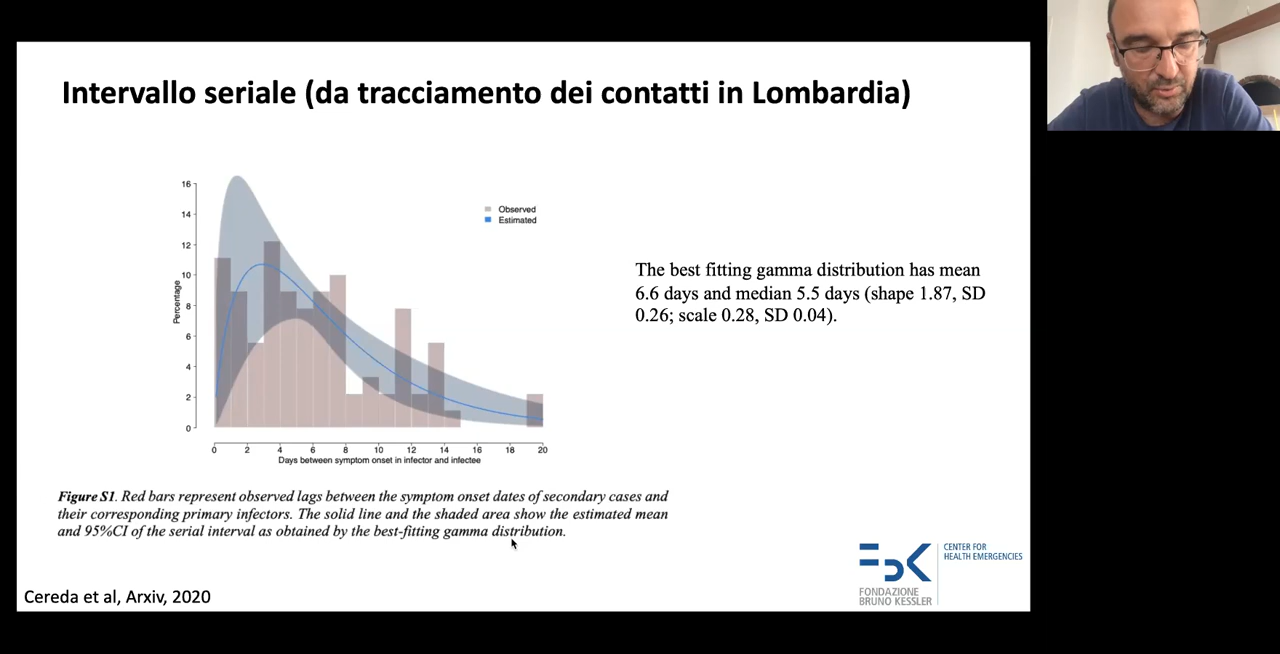 Intervallo seriale (da tracciamento dei contatti in Lombardia)
16
14
12
10
8
6
4
2
0
Percentage
Observed
Estimated
0 2 4 6 8 10 12 14 16 18 20
Days between symptom onset in infector and infectee
The best fitting gamma distribution has mean
6.6 days and median 5.5 days (shape 1.87, SD
0.26; scale 0.28, SD 0.04).
Figure S1. Red bars represent observed lags between the symptom onset dates of secondary cases and
their corresponding primary infectors. The solid line and the shaded area show the estimated mean
and 95%CI of the serial interval as obtained by the best-fitting gamma distribution.
Cereda et al, Arxiv, 2020
FBK
FONDAZIONE
BRUNO KESSLER
CENTER FOR
HEALTH EMERGENCIES